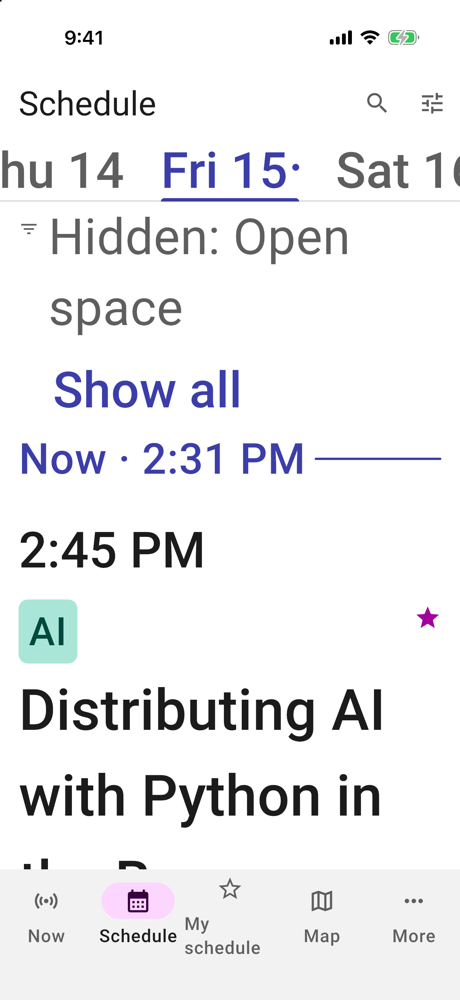 9:41
Schedule
hu 14 Fri 15· Sat 16
Hidden: Open
space
Show all
Now · 2:31 PM
2:45 PM
AI
Distributing AI
with Python in
Now
Schedule
My
schedule
Map
More